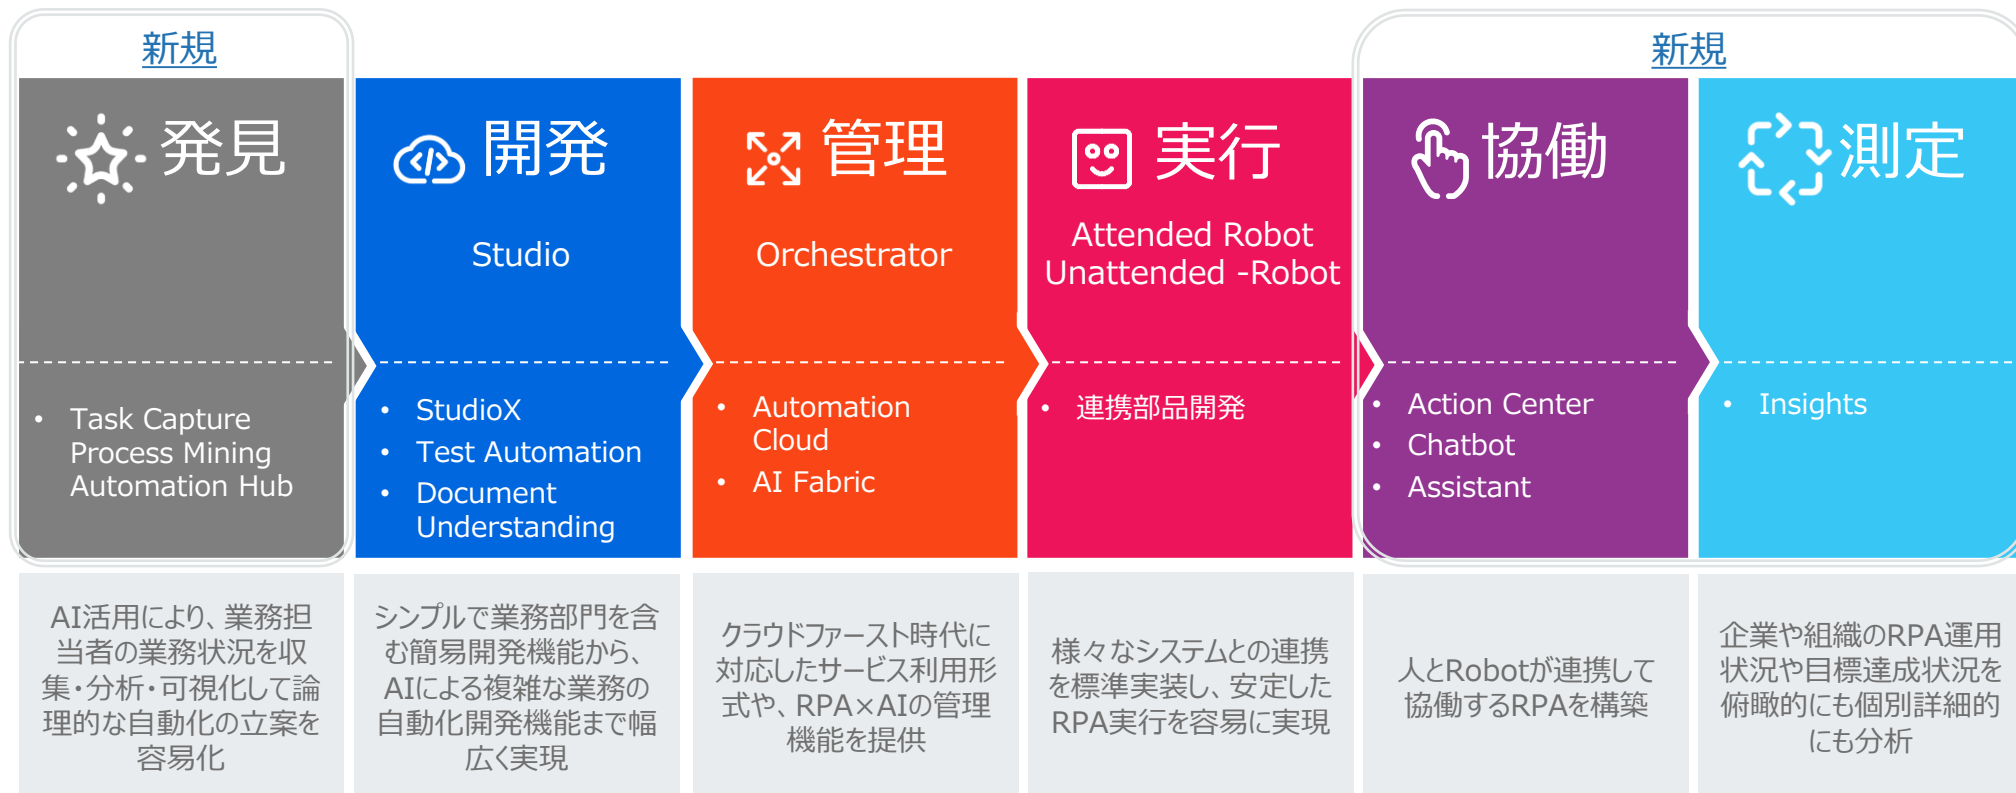 新規
新規
発見
開発
管理
実行
協働
測定
Studio
Orchestrator
Attended Robot
Unattended -Robot
• Task Capture
Process Mining
Automation Hub
• StudioX
• Test Automation
• Document
Understanding
• Automation
Cloud
• AI Fabric
• 連携部品開発
• Action Center
• Chatbot
• Assistant
• Insights
AI活用により、業務担
当者の業務状況を収
集・分析・可視化して論
理的な自動化の立案を
容易化
シンプルで業務部門を含
む簡易開発機能から、
AIによる複雑な業務の
自動化開発機能まで幅
広く実現
クラウドファースト時代に
対応したサービス利用形
式や、RPA×AIの管理
機能を提供
様々なシステムとの連携
を標準実装し、安定した
RPA実行を容易に実現
人とRobotが連携して
協働するRPAを構築
企業や組織のRPA運用
状況や目標達成状況を
俯瞰的にも個別詳細的
にも分析